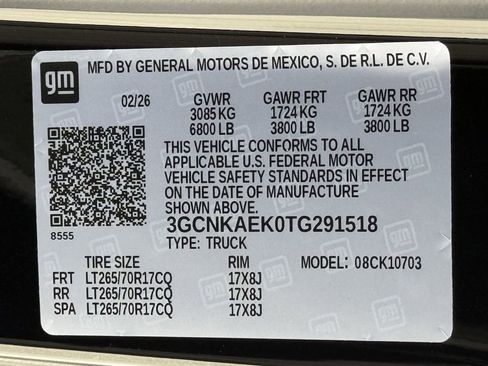 gm MFD BY GENERAL MOTORS DE MEXICO, S. DE R.L. DE C.V.
02/26 GVWR GAWR FRT GAWR RR
3085 KG 1724 KG 1724 KG
6800 LB 3800 LB 3800 LB
THIS VEHICLE CONFORMS TO ALL
APPLICABLE U.S. FEDERAL MOTOR
VEHICLE SAFETY STANDARDS IN EFFECT
ON THE DATE OF MANUFACTURE
SHOWN ABOVE.
3GCNKAEK0TG291518
8555 TYPE: TRUCK
TIRE SIZE RIM MODEL: 08CK10703
FRT LT265/70R17CQ 17X8J
RR LT265/70R17CQ 17X8J
SPA LT265/70R17CQ 17X8J